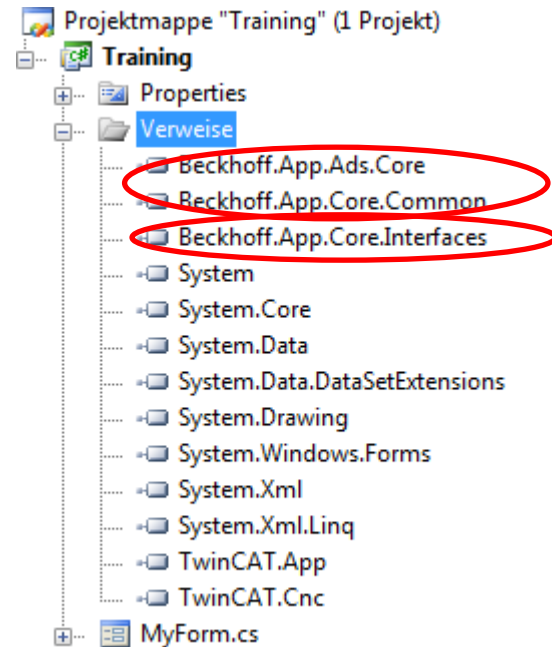 Projektmappe "Training" (1 Projekt)
Training
Properties
Verweise
Beckhoff.App.Ads.Core
Beckhoff.App.Core.Common
Beckhoff.App.Core.Interfaces
System
System.Core
System.Data
System.Data.DataSetExtensions
System.Drawing
System.Windows.Forms
System.Xml
System.Xml.Linq
TwinCAT.App
TwinCAT.Cnc
MyForm.cs